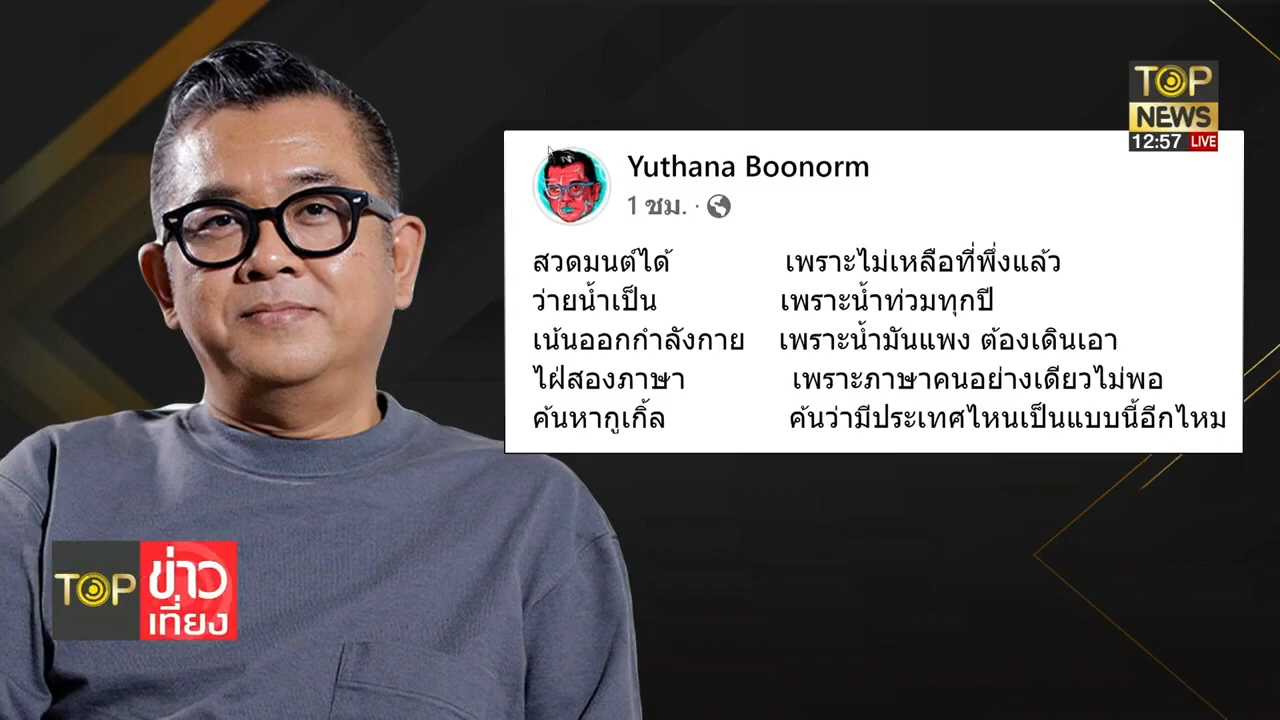 TOP
NEWS
12:57 LIVE
Yuthana Boonorm
1 ชม. ·
สวดมนต์ได้ เพราะไม่เหลือที่พึ่งแล้ว
ว่ายน้ำเป็น เพราะน้ำท่วมทุกปี
เน้นออกกำลังกาย เพราะน้ำมันแพง ต้องเดินเอา
ไฝ่สองภาษา เพราะภาษาคนอย่างเดียวไม่พอ
ค้นหากูเกิ้ล ค้นว่ามีประเทศไหนเป็นแบบนี้อีกไหม
TOP ข่าว
เที่ยง